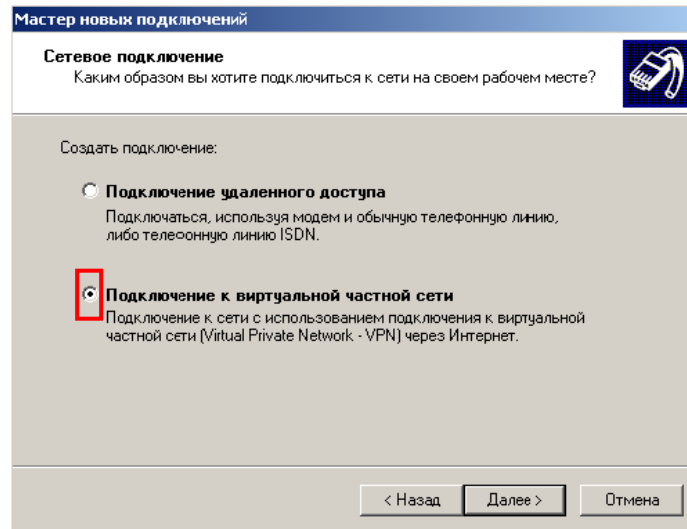 Мастер новых подключений
Сетевое подключение
Каким образом вы хотите подключиться к сети на своем рабочем месте?
Создать подключение:
Подключение удаленного доступа
Подключаться, используя модем и обычную телефонную линию,
либо телефонную линию ISDN.
Подключение к виртуальной частной сети
Подключение к сети с использованием подключения к виртуальной
частной сети (Virtual Private Network - VPN) через Интернет.
< Назад Далее > Отмена